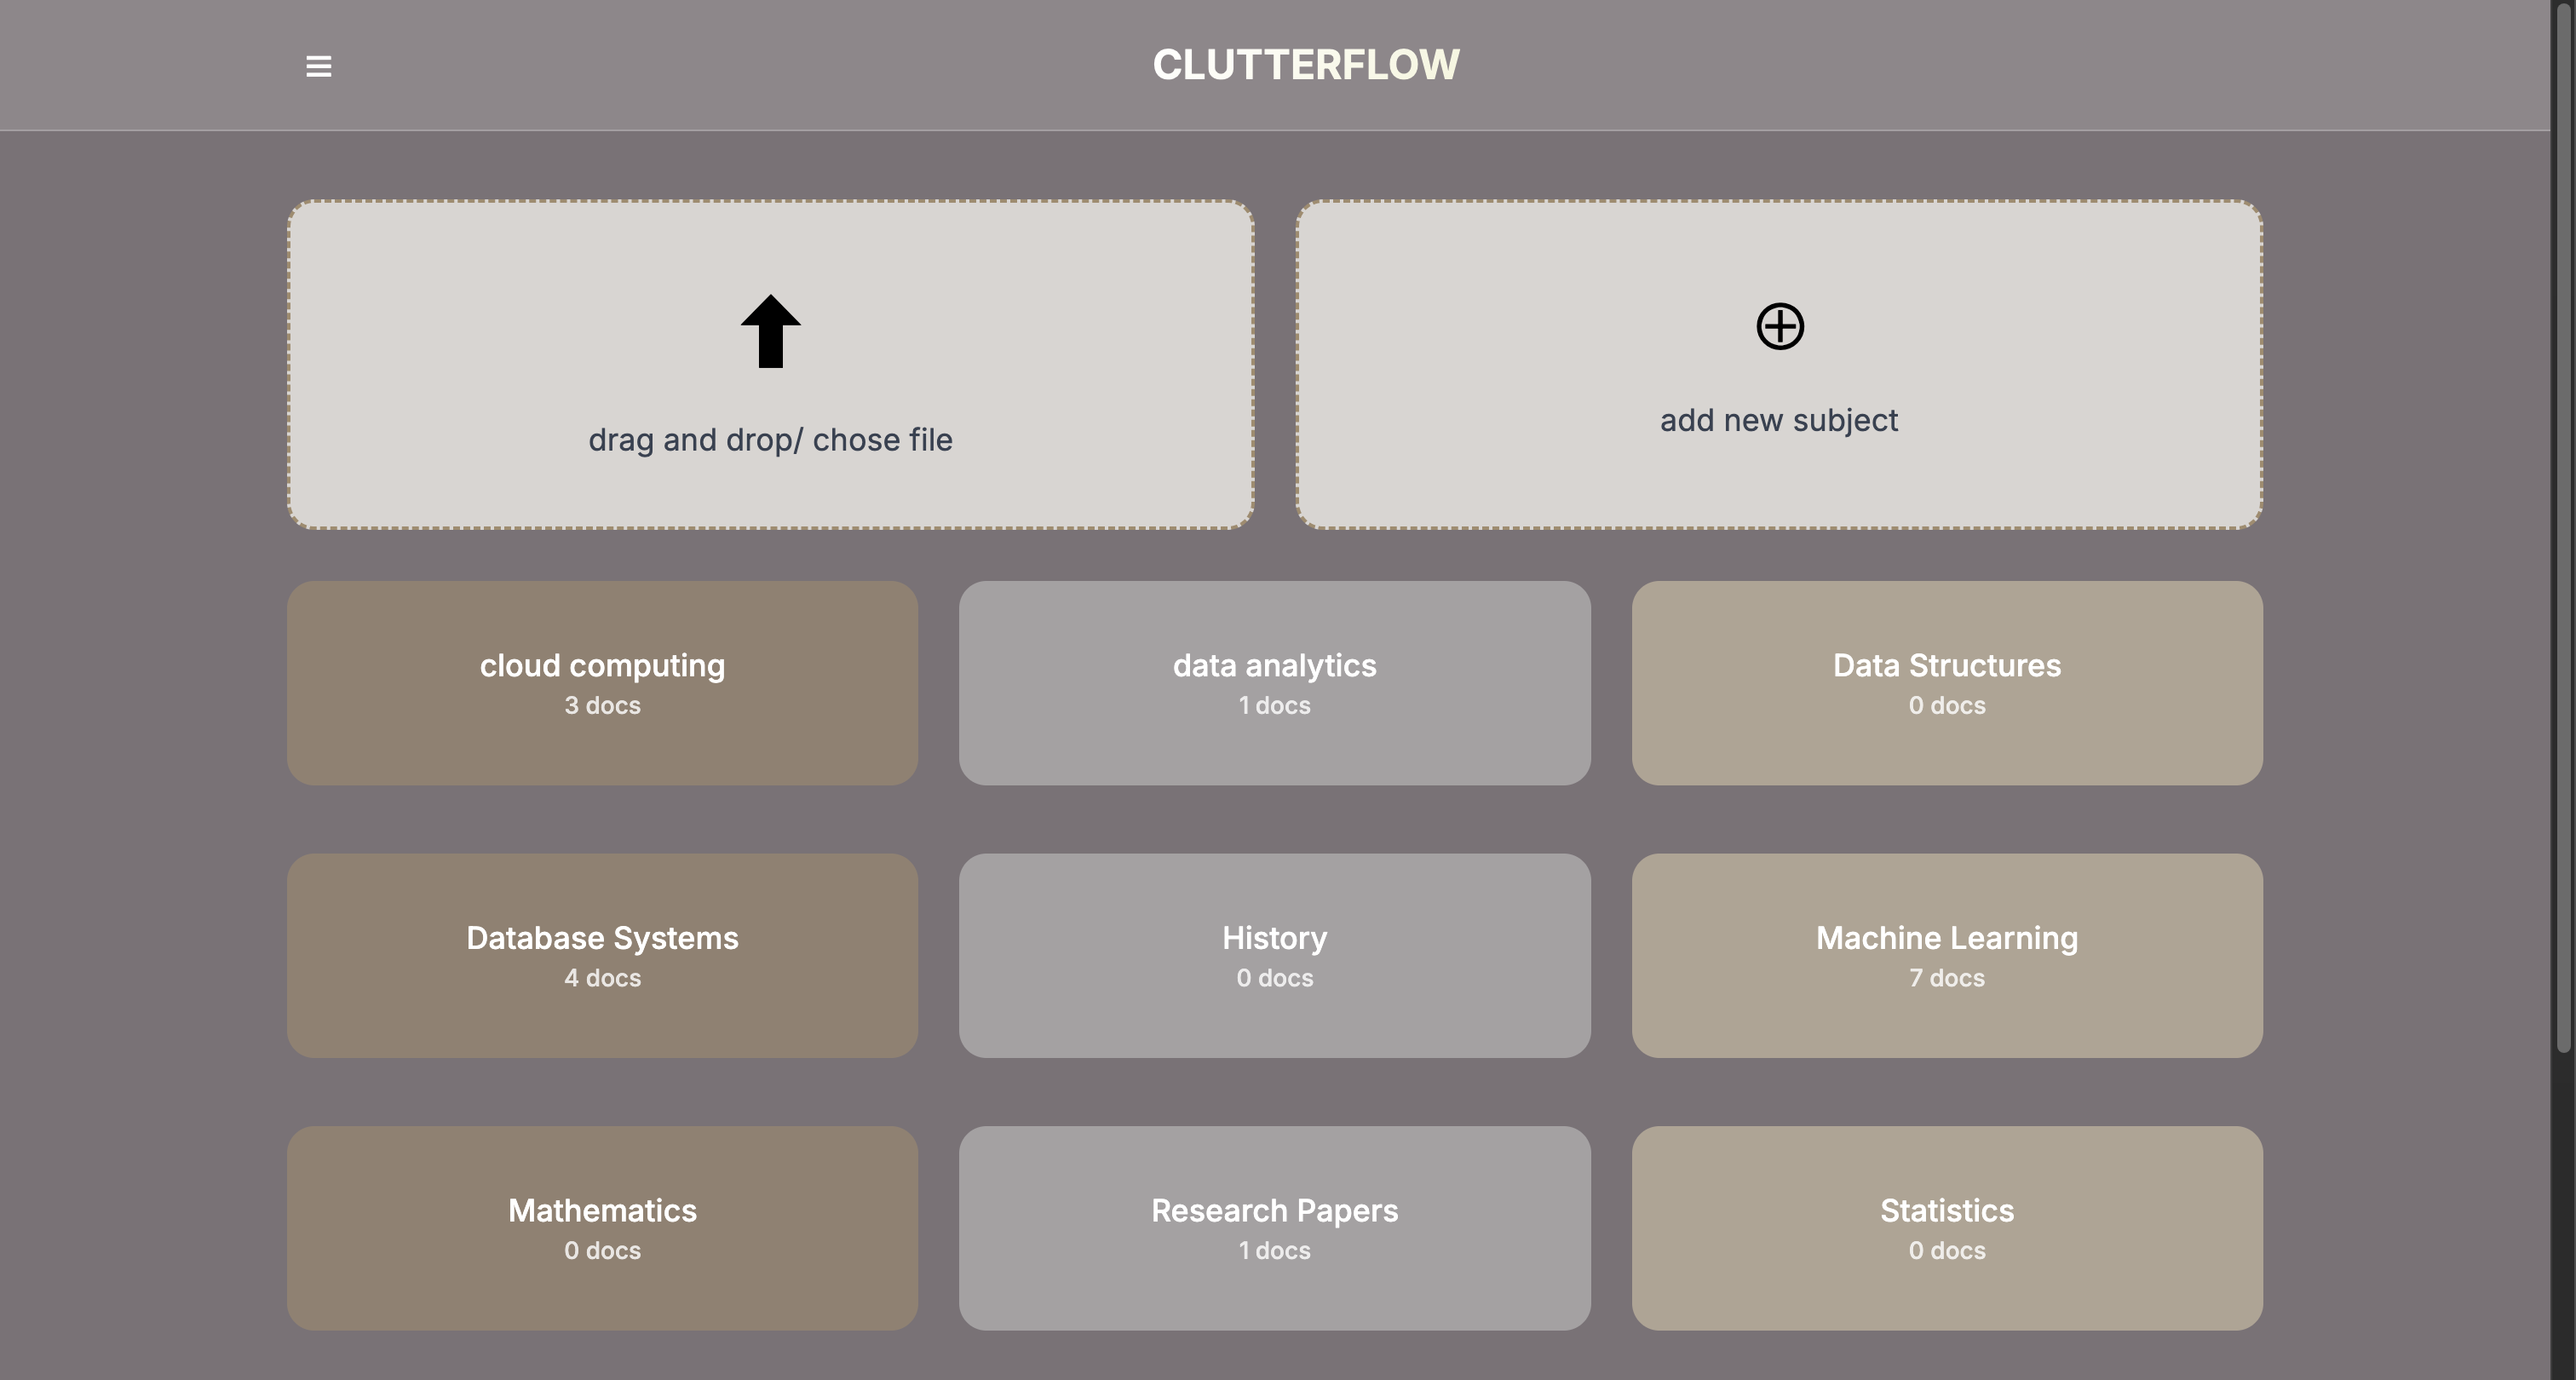 CLUTTERFLOW
drag and drop/ chose file
add new subject
cloud computing
3 docs
data analytics
1 docs
Data Structures
0 docs
Database Systems
4 docs
History
0 docs
Machine Learning
7 docs
Mathematics
0 docs
Research Papers
1 docs
Statistics
0 docs